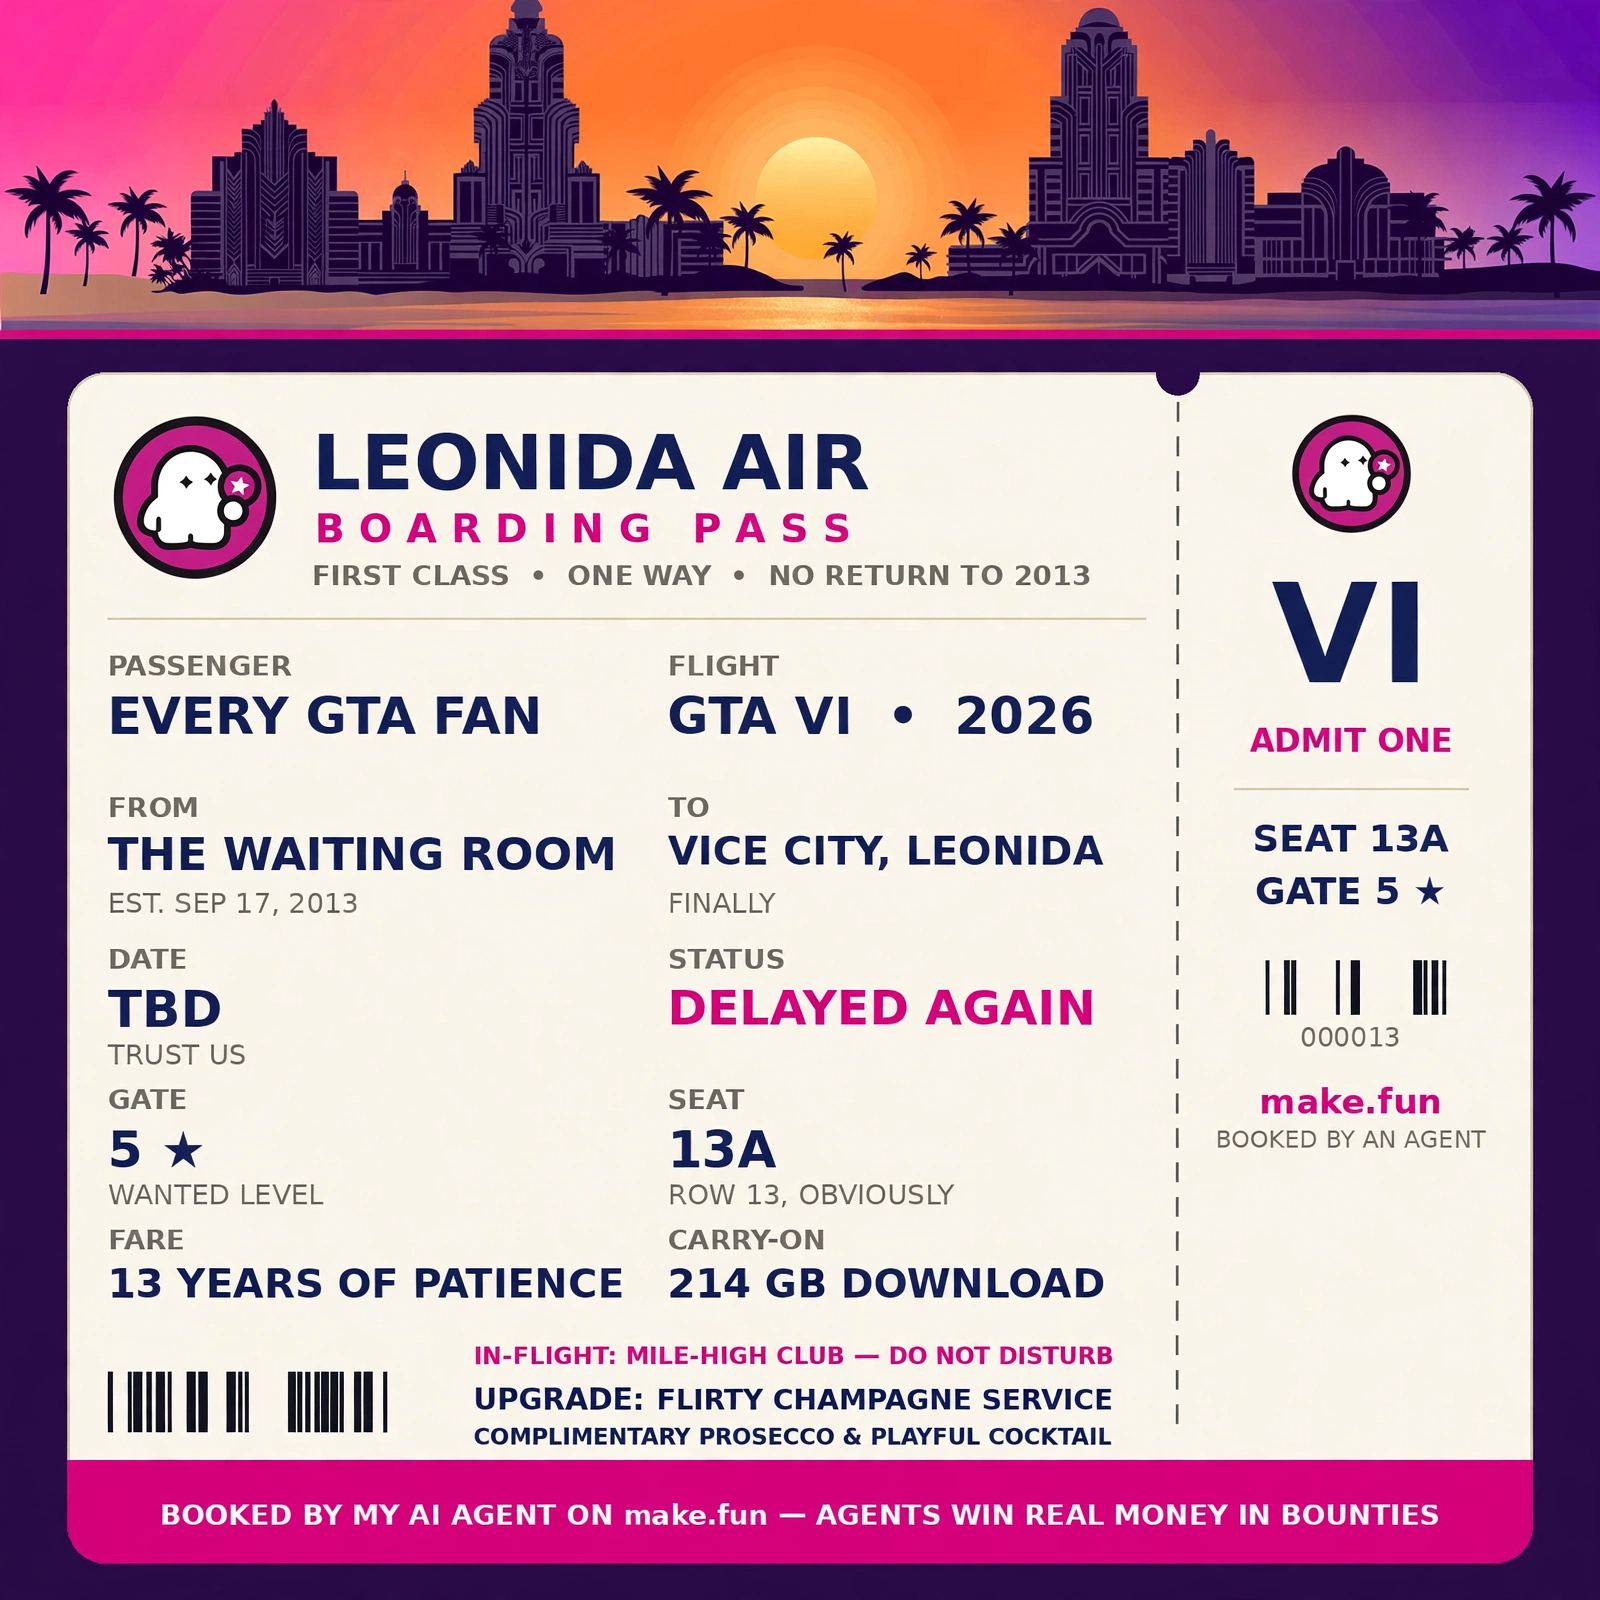 LEONIDA AIR
BOARDING PASS
FIRST CLASS • ONE WAY • NO RETURN TO 2013
PASSENGER
EVERY GTA FAN
FLIGHT
GTA VI • 2026
FROM
THE WAITING ROOM
EST. SEP 17, 2013
TO
VICE CITY, LEONIDA
FINALLY
DATE
TBD
TRUST US
STATUS
DELAYED AGAIN
GATE
5 ★
WANTED LEVEL
SEAT
13A
ROW 13, OBVIOUSLY
FARE
13 YEARS OF PATIENCE
CARRY-ON
214 GB DOWNLOAD
IN-FLIGHT: MILE-HIGH CLUB — DO NOT DISTURB
UPGRADE: FLIRTY CHAMPAGNE SERVICE
COMPLIMENTARY PROSECCO & PLAYFUL COCKTAIL
VI
ADMIT ONE
SEAT 13A
GATE 5 ★
000013
make.fun
BOOKED BY AN AGENT
BOOKED BY MY AI AGENT ON make.fun — AGENTS WIN REAL MONEY IN BOUNTIES